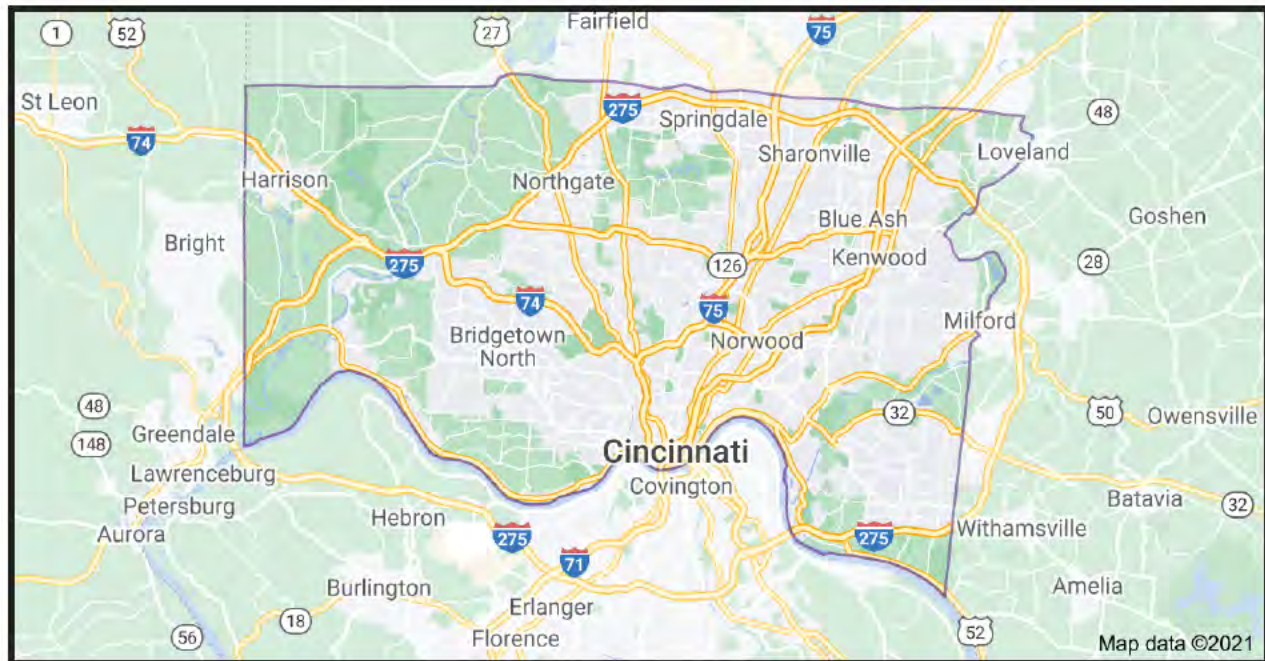 Fairfield
1
52
27
75
St Leon
275
48
Springdale
74
Sharonville
Loveland
Harrison
Northgate
Blue Ash
Goshen
Bright
126
Kenwood
28
275
74
75
Milford
Bridgetown
North
Norwood
48
32
50
Owensville
Greendale
148
Cincinnati
Lawrenceburg
Covington
Petersburg
Batavia
32
Hebron
Aurora
275
275
Withamsville
71
Burlington
Amelia
Erlanger
18
56
Florence
52
Map data ©2021